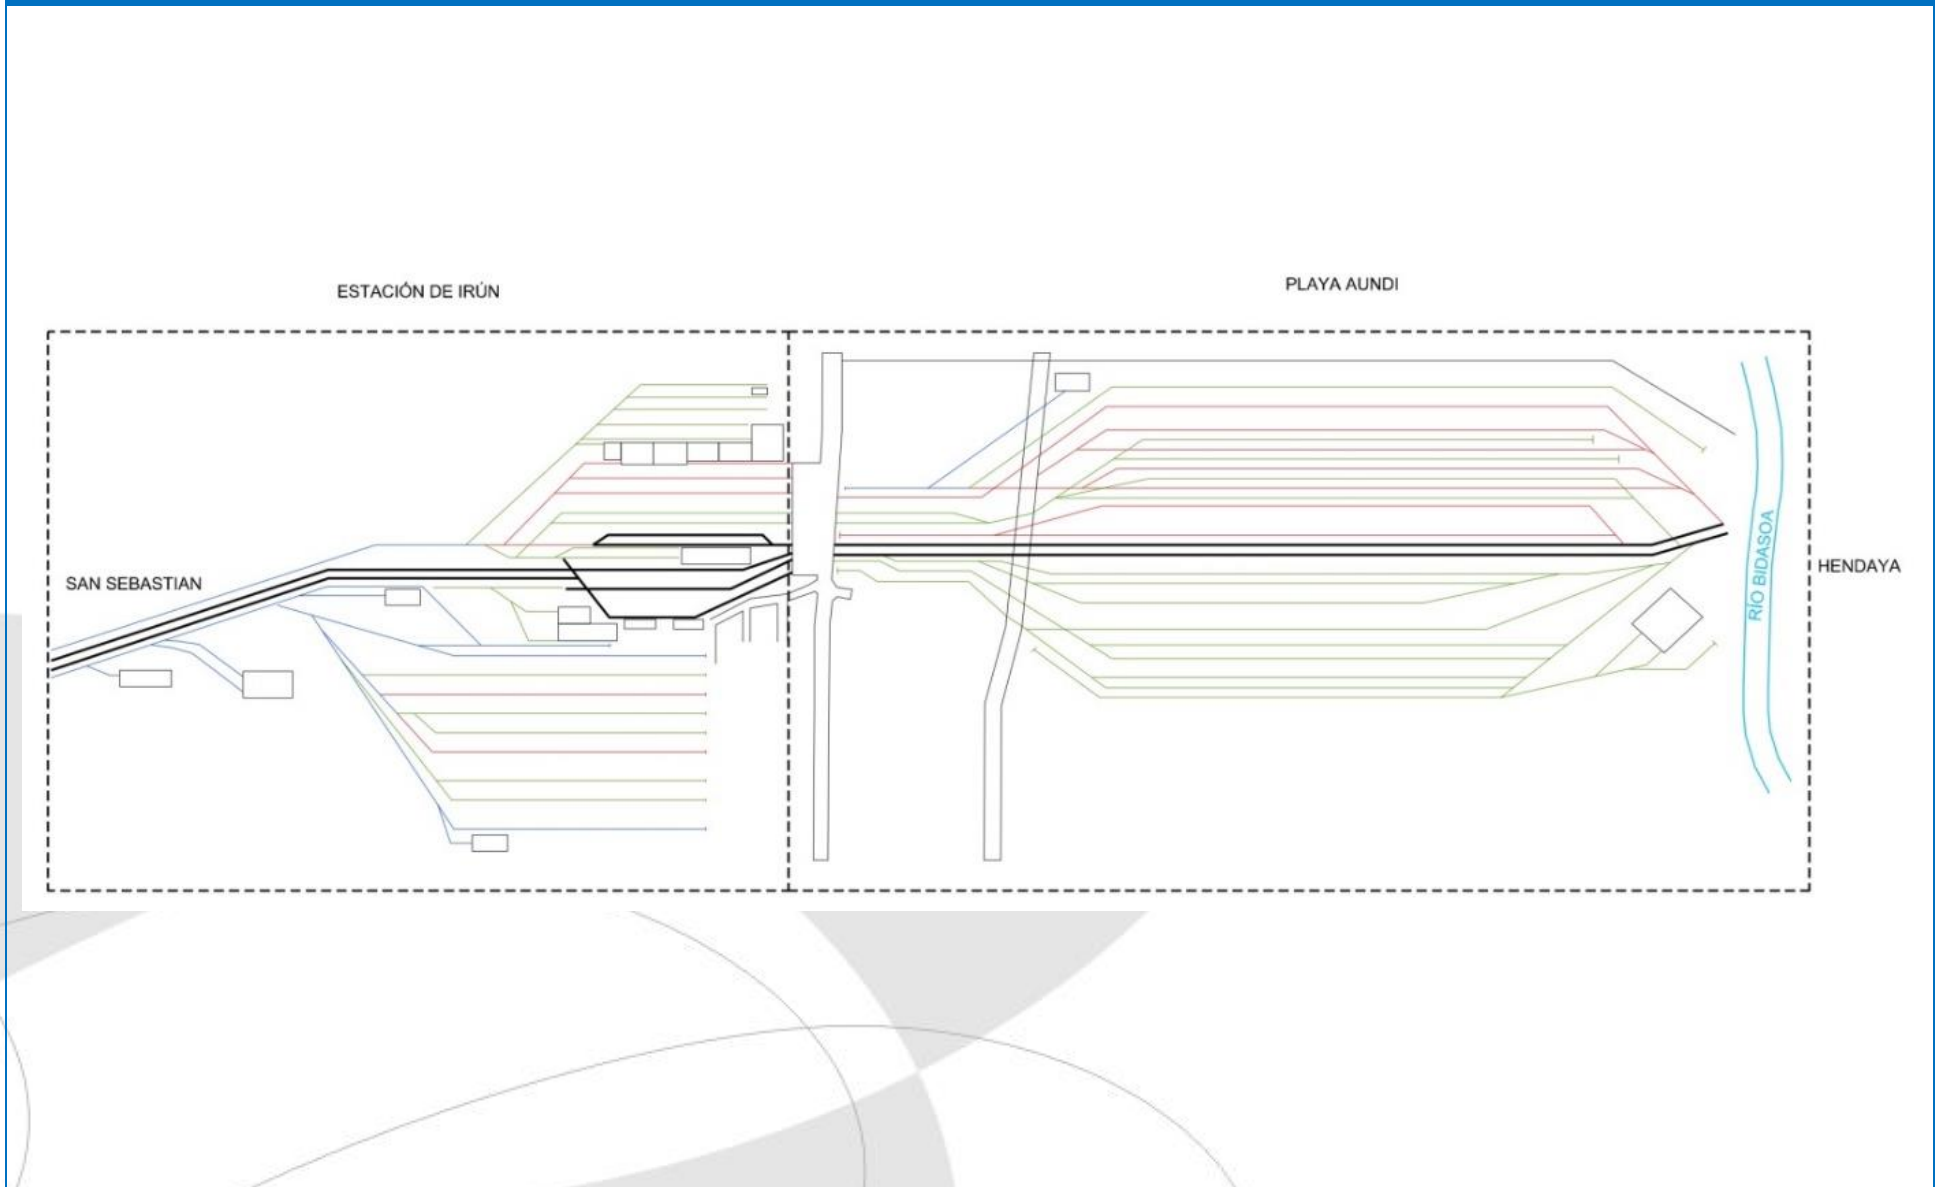 ESTACIÓN DE IRÚN
PLAYA AUNDI
SAN SEBASTIAN
RÍO BIDASOA
HENDAYA